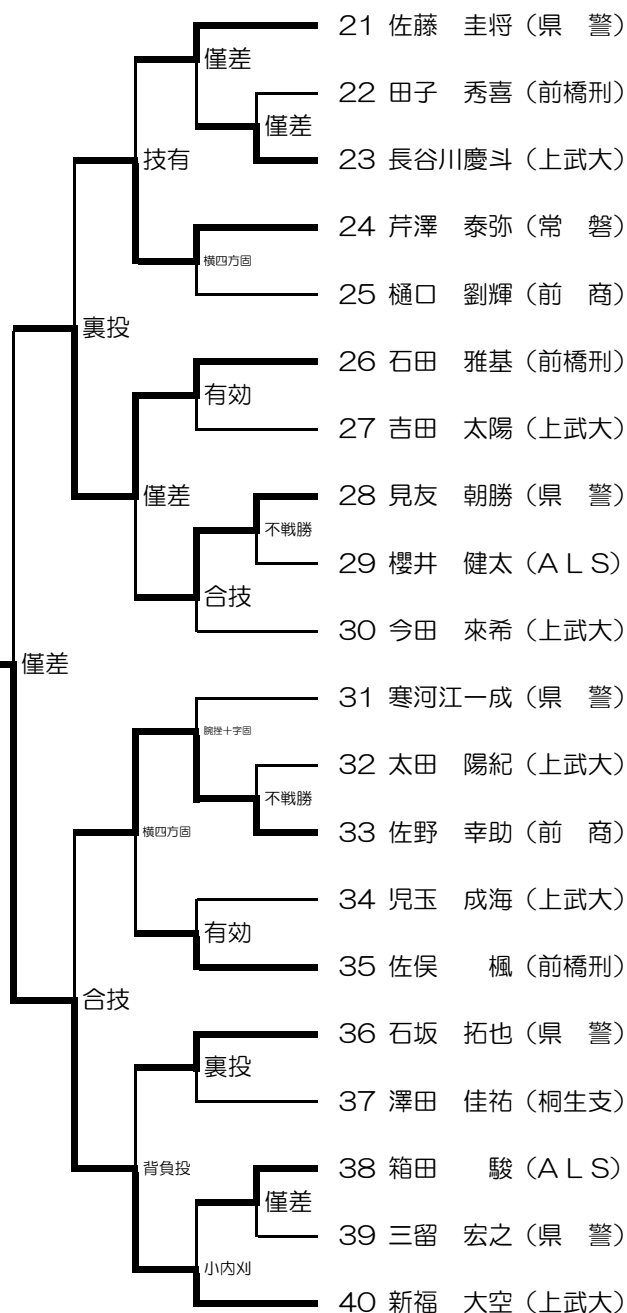 21 佐藤　圭将（県　警）
僅差
22 田子　秀喜（前橋刑）
僅差
23 長谷川慶斗（上武大）
技有
24 芹澤　泰弥（常　磐）
横四方固
25 樋口　劉輝（前　商）
裏投
26 石田　雅基（前橋刑）
有効
27 吉田　太陽（上武大）
僅差
28 見友　朝勝（県　警）
不戦勝
29 櫻井　健太（ＡＬＳ）
合技
30 今田　來希（上武大）
僅差
31 寒河江一成（県　警）
腕挫十字固
32 太田　陽紀（上武大）
不戦勝
33 佐野　幸助（前　商）
横四方固
34 児玉　成海（上武大）
有効
35 佐俣　　楓（前橋刑）
合技
36 石坂　拓也（県　警）
裏投
37 澤田　佳祐（桐生支）
背負投
38 箱田　　駿（ＡＬＳ）
僅差
39 三留　宏之（県　警）
小内刈
40 新福　大空（上武大）